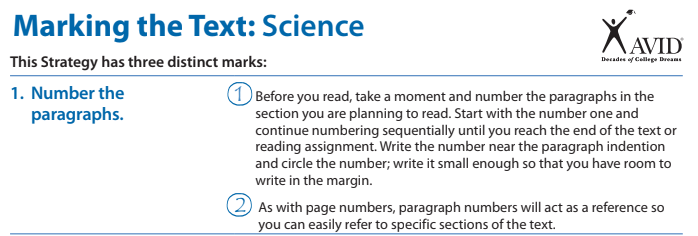 Marking the Text: Science
AVID
Decades of College Dreams
This Strategy has three distinct marks:
1. Number the
paragraphs.
1 Before you read, take a moment and number the paragraphs in the
section you are planning to read. Start with the number one and
continue numbering sequentially until you reach the end of the text or
reading assignment. Write the number near the paragraph indention
and circle the number; write it small enough so that you have room to
write in the margin.
2 As with page numbers, paragraph numbers will act as a reference so
you can easily refer to specific sections of the text.